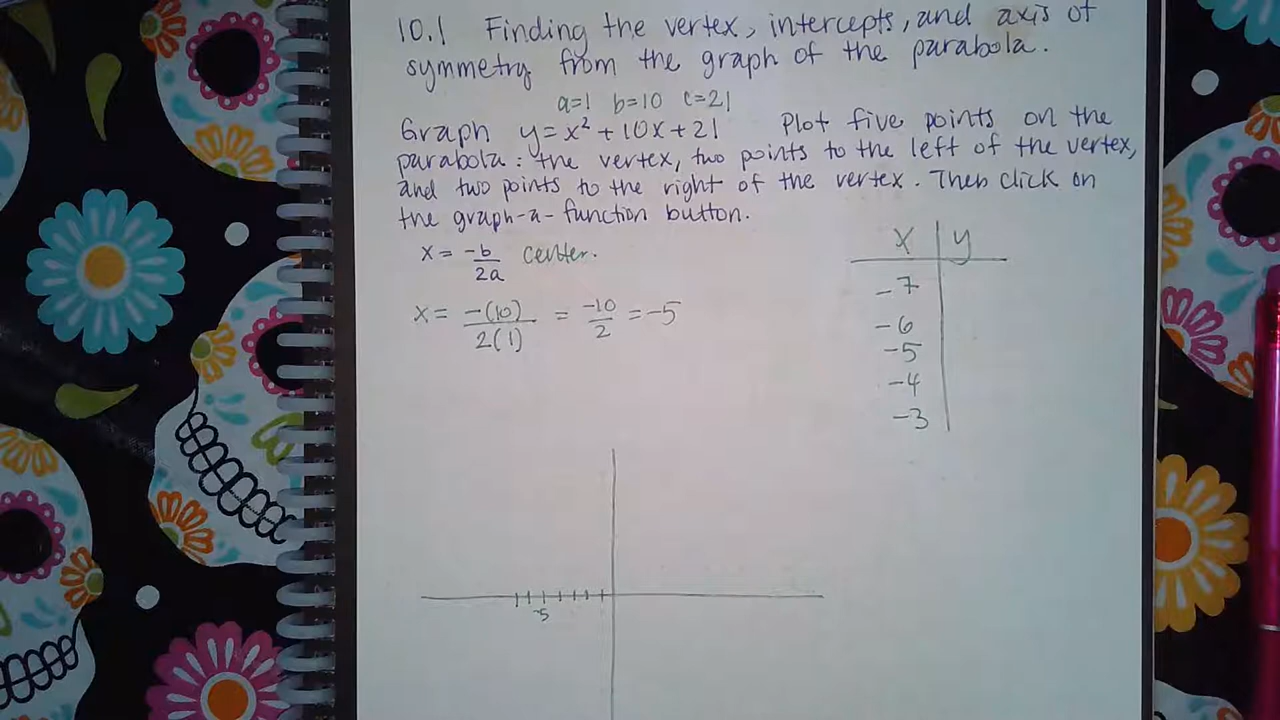 10.1 Finding the vertex, intercepts, and axis of
symmetry from the graph of the parabola.
a=1 b=10 c=21
Graph y=x²+10x+21 Plot five points on the
parabola: the vertex, two points to the left of the vertex,
and two points to the right of the vertex. Then click on
the graph-a-function button.
x = -b/2a center.
x = -(10)/2(1) = -10/2 = -5
x y
-7
-6
-5
-4
-3
-5